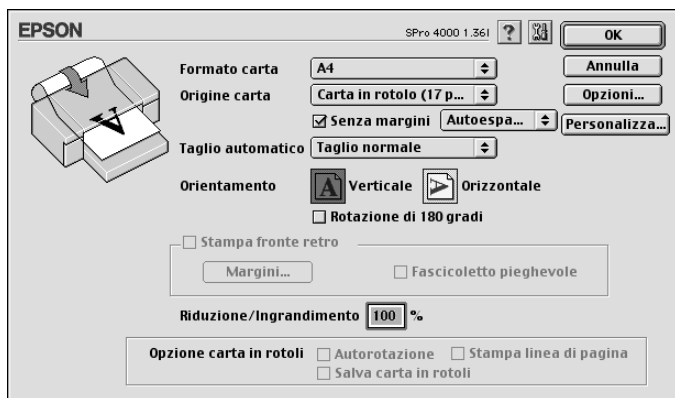 EPSON SPro 4000 1.36I ? OK
Formato carta A4 Annulla
Origine carta Carta in rotolo (17 p... Opzioni...
Senza margini Autoespa... Personalizza...
Taglio automatico Taglio normale
Orientamento A Verticale A Orizzontale
Rotazione di 180 gradi
Stampa fronte retro
Margini... Fascicoletto pieghevole
Riduzione/Ingrandimento 100 %
Opzione carta in rotoli Autorotazione Stampa linea di pagina
Salva carta in rotoli
A